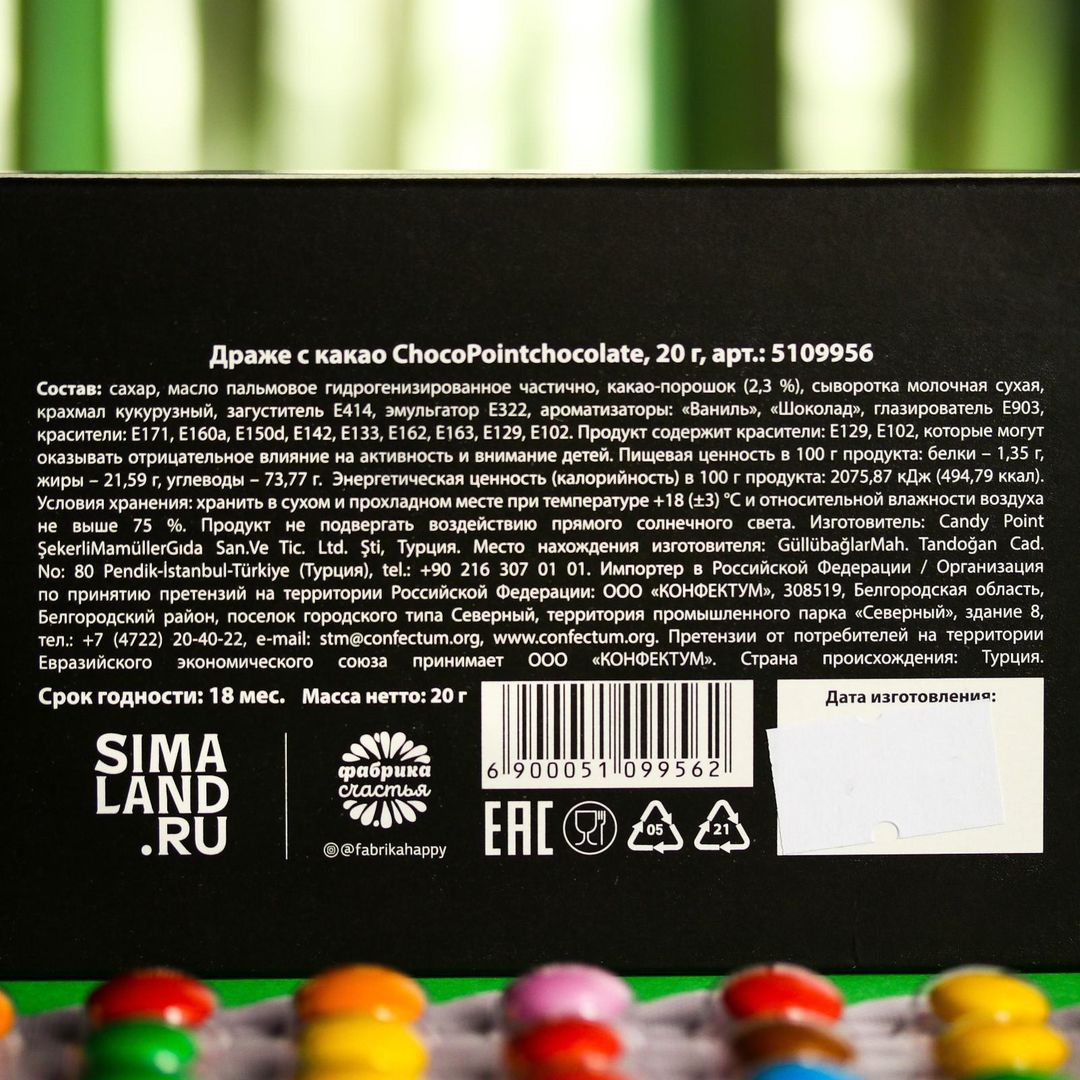 Драже с какао ChocoPointchocolate, 20 г, арт.: 5109956
Состав: сахар, масло пальмовое гидрогенизированное частично, какао-порошок (2,3 %), сыворотка молочная сухая,
крахмал кукурузный, загуститель Е414, эмульгатор Е322, ароматизаторы: «Ваниль», «Шоколад», глазирователь Е903,
красители: Е171, Е160а, Е150d, Е142, Е133, Е162, Е163, Е129, Е102. Продукт содержит красители: Е129, Е102, которые могут
оказывать отрицательное влияние на активность и внимание детей. Пищевая ценность в 100 г продукта: белки – 1,35 г,
жиры – 21,59 г, углеводы – 73,77 г. Энергетическая ценность (калорийность) в 100 г продукта: 2075,87 кДж (494,79 ккал).
Условия хранения: хранить в сухом и прохладном месте при температуре +18 (±3) °С и относительной влажности воздуха
не выше 75 %. Продукт не подвергать воздействию прямого солнечного света. Изготовитель: Candy Point
ŞekerliMamüllerGıda San.Ve Tic. Ltd. Şti, Турция. Место нахождения изготовителя: GüllübağlarMah. Tandoğan Cad.
No: 80 Pendik-İstanbul-Türkiye (Турция), tel.: +90 216 307 01 01. Импортер в Российской Федерации / Организация
по принятию претензий на территории Российской Федерации: ООО «КОНФЕКТУМ», 308519, Белгородская область,
Белгородский район, поселок городского типа Северный, территория промышленного парка «Северный», здание 8,
тел.: +7 (4722) 20-40-22, e-mail: stm@confectum.org, www.confectum.org. Претензии от потребителей на территории
Евразийского экономического союза принимает ООО «КОНФЕКТУМ». Страна происхождения: Турция.
Срок годности: 18 мес. Масса нетто: 20 г
Дата изготовления:
SIMA
LAND
.RU
фабрика
счастья
@fabrikahappy
6 900051 099562
EAC
05
21